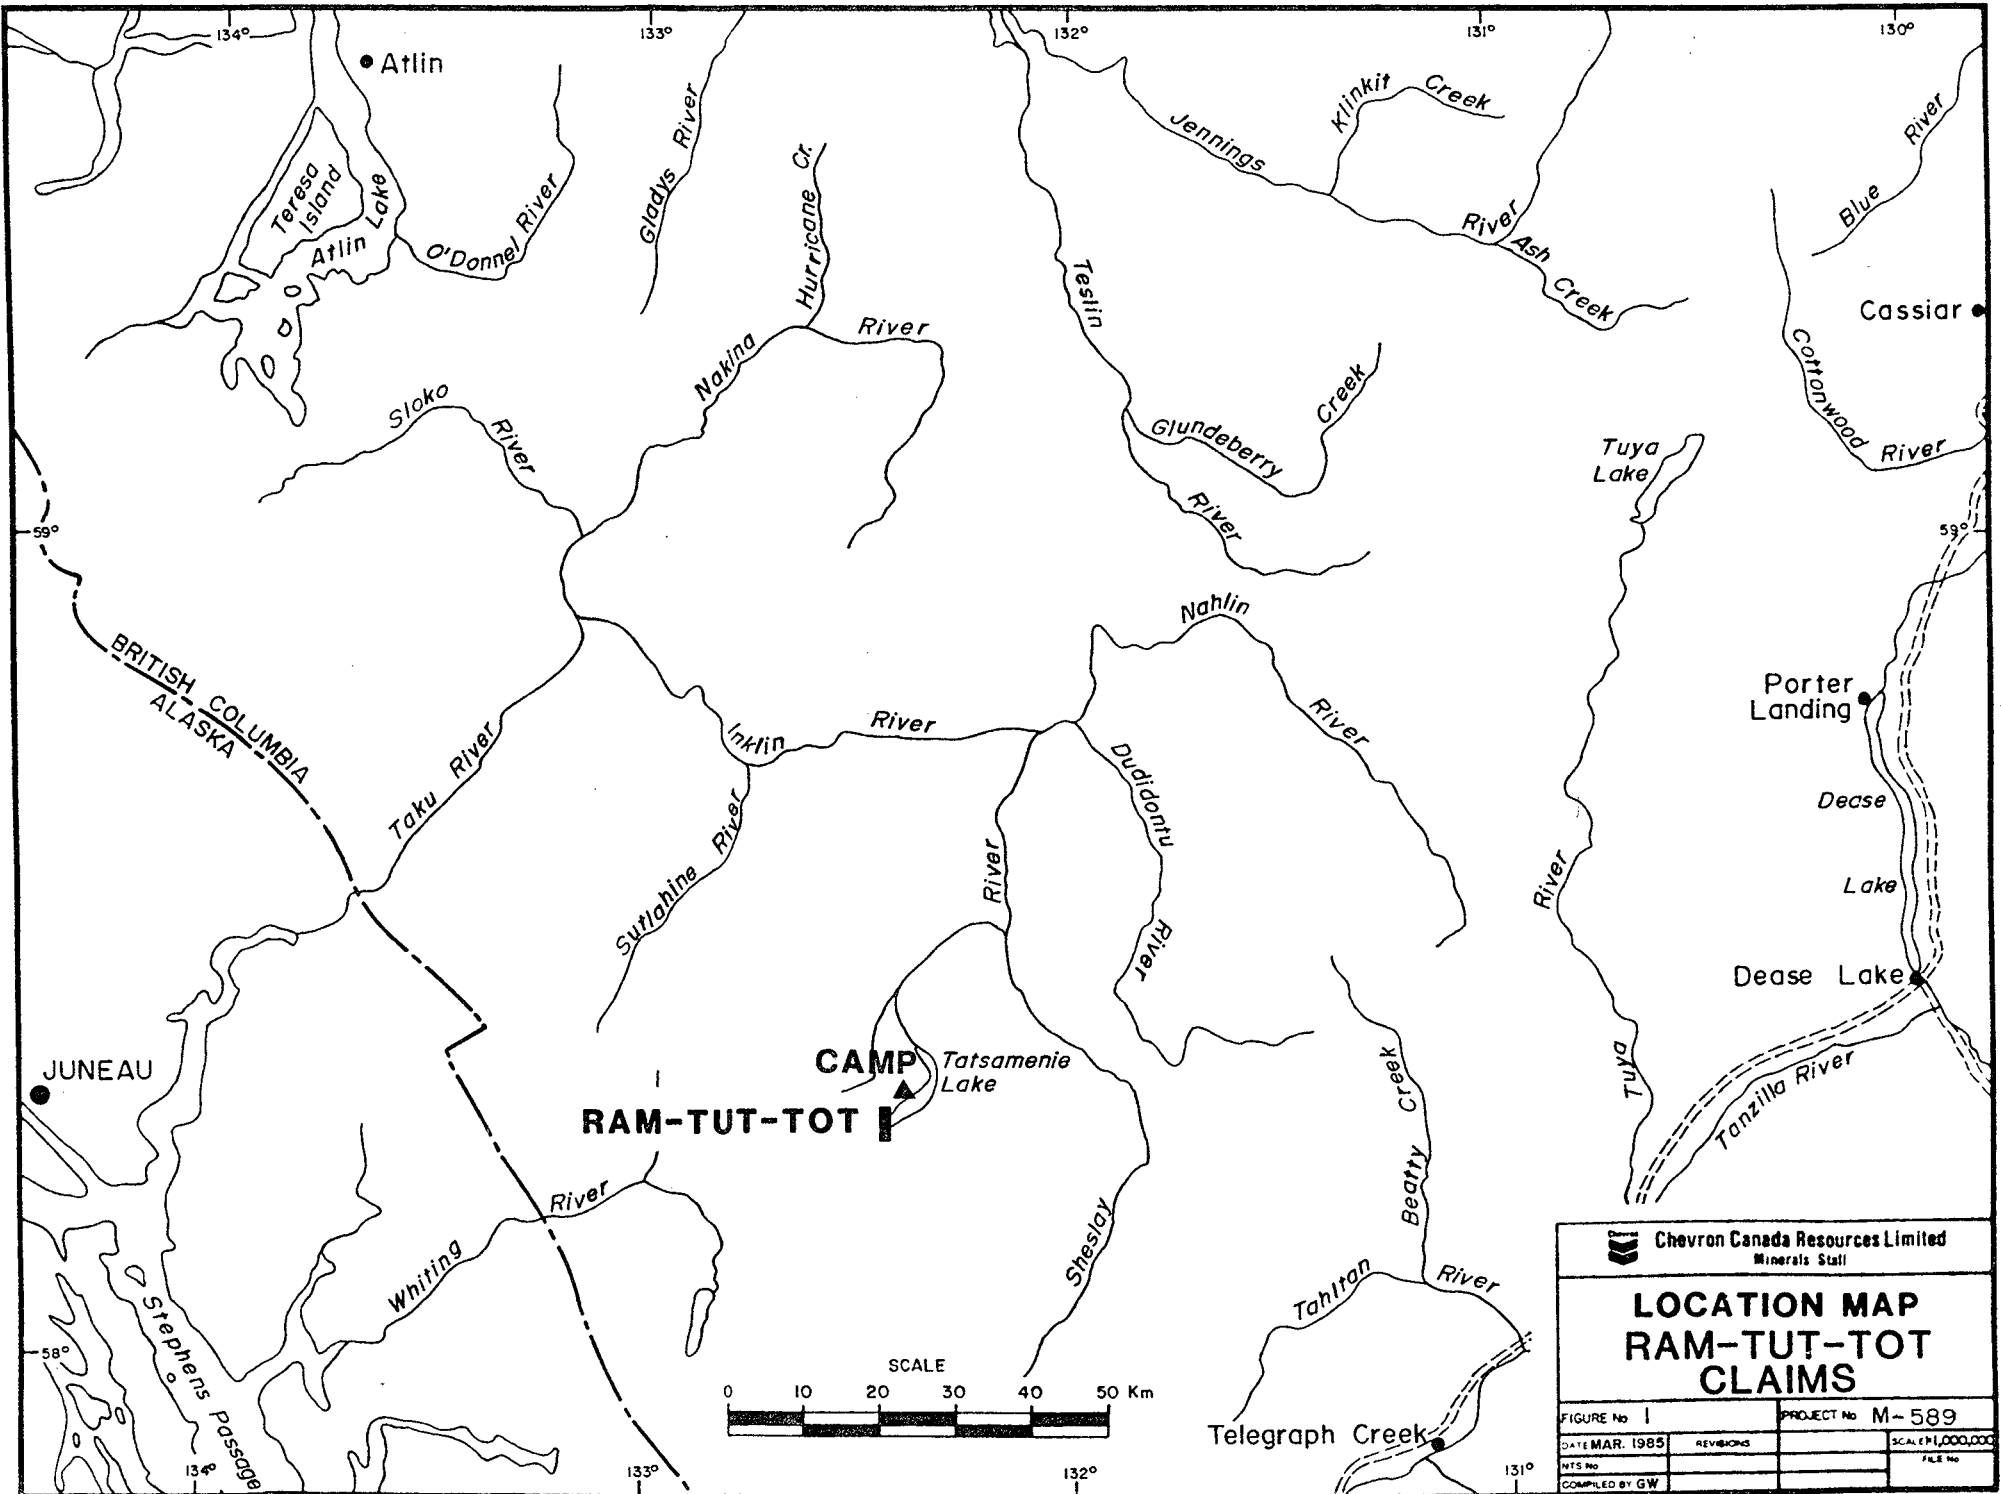 134°
133°
132°
131°
130°
Atlin
Teresa
Island
Atlin Lake
O'Donnel River
Gladys River
Hurricane Cr.
Nakina River
Sloko River
Teslin River
Jennings River
Klinkit Creek
Ash Creek
Blue River
Cassiar
Cottonwood River
Glundeberry Creek
Tuya
Lake
59°
59°
BRITISH COLUMBIA
ALASKA
Taku River
Inklin River
Sutlahine River
Nahlin River
Dudidontu River
Porter
Landing
Dease Lake
Dease Lake
Tuya River
Tanzilla River
JUNEAU
CAMP
Tatsamenie
Lake
RAM-TUT-TOT
Sheslay River
Beatty Creek
Whiting River
Tahltan River
58°
Stephens Passage
Telegraph Creek
SCALE
0 10 20 30 40 50 Km
134°
133°
132°
131°
Chevron
Chevron Canada Resources Limited
Minerals Staff
LOCATION MAP
RAM-TUT-TOT
CLAIMS
FIGURE No 1
PROJECT No M-589
DATE MAR. 1985
REVISIONS
SCALE 1:1,000,000
NTS No
FILE No
COMPILED BY GW